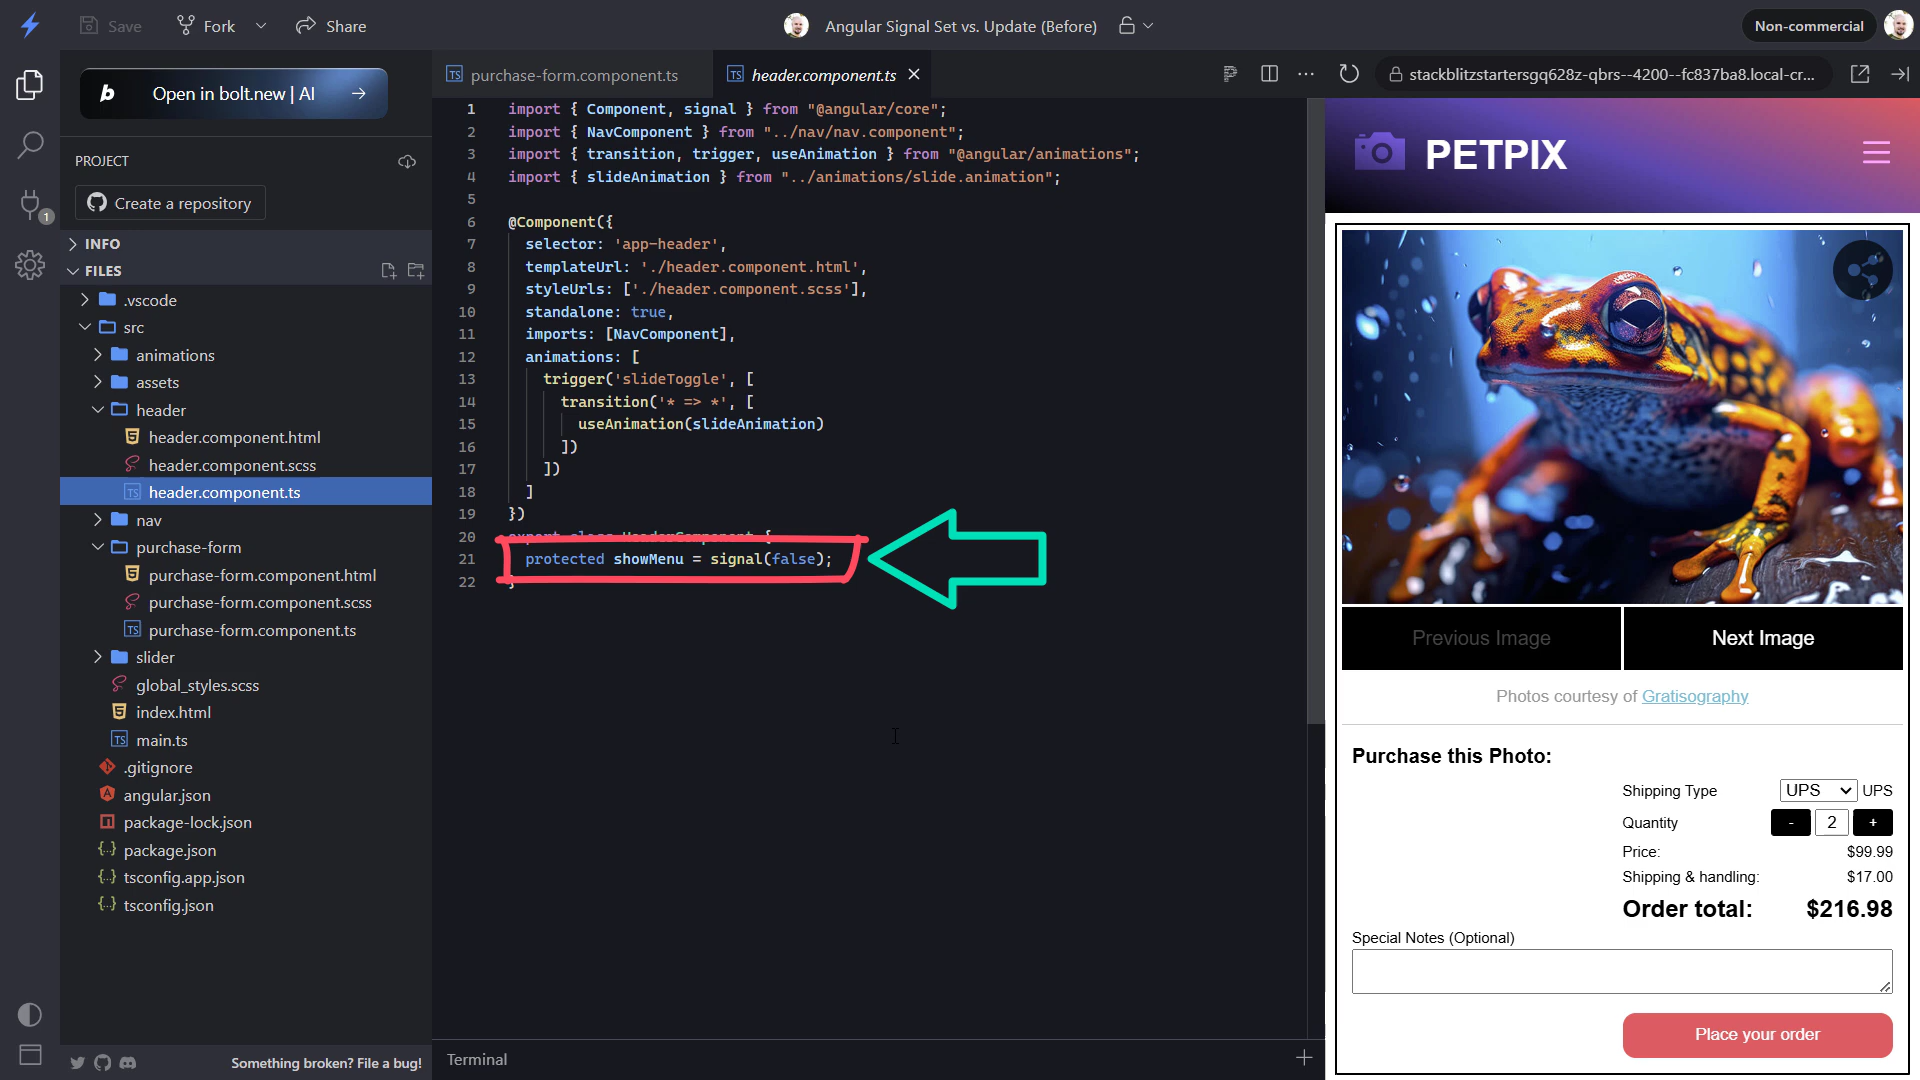 Save
Fork
Share
Angular Signal Set vs. Update (Before)
Non-commercial
b Open in bolt.new | AI →
PROJECT
Create a repository
1
INFO
FILES
.vscode
src
animations
assets
header
header.component.html
header.component.scss
TS header.component.ts
nav
purchase-form
purchase-form.component.html
purchase-form.component.scss
TS purchase-form.component.ts
slider
global_styles.scss
index.html
TS main.ts
.gitignore
angular.json
package-lock.json
package.json
tsconfig.app.json
tsconfig.json
Something broken? File a bug!
TS purchase-form.component.ts
TS header.component.ts
1 import { Component, signal } from "@angular/core";
2 import { NavComponent } from "../nav/nav.component";
3 import { transition, trigger, useAnimation } from "@angular/animations";
4 import { slideAnimation } from "../animations/slide.animation";
5
6 @Component({
7 selector: 'app-header',
8 templateUrl: './header.component.html',
9 styleUrls: ['./header.component.scss'],
10 standalone: true,
11 imports: [NavComponent],
12 animations: [
13 trigger('slideToggle', [
14 transition('* => *', [
15 useAnimation(slideAnimation)
16 ])
17 ])
18 ]
19 })
20 export class HeaderComponent {
21 protected showMenu = signal(false);
22 }
Terminal
stackblitzstartersgq628z-qbrs--4200--fc837ba8.local-cr...
PETPIX
Previous Image
Next Image
Photos courtesy of Gratisography
Purchase this Photo:
Shipping Type UPS UPS
Quantity - 2 +
Price: $99.99
Shipping & handling: $17.00
Order total: $216.98
Special Notes (Optional)
Place your order